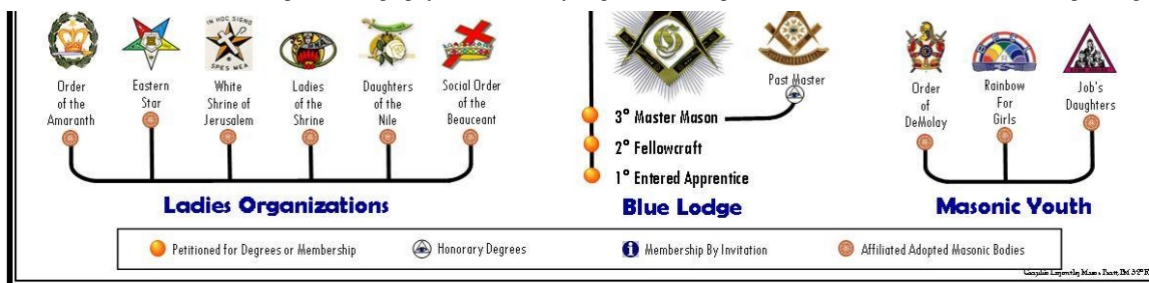 IN HOC SIGNO
SPES MEA
Order
of the
Amaranth
Eastern
Star
White
Shrine of
Jerusalem
Ladies
of the
Shrine
Daughters
of the
Nile
Social Order
of the
Beauceant
Ladies Organizations
G
Past Master
3° Master Mason
2° Fellowcraft
1° Entered Apprentice
Blue Lodge
Order
of
DeMolay
Rainbow
For
Girls
Job's
Daughters
Masonic Youth
Petitioned for Degrees or Membership
Honorary Degrees
i Membership By Invitation
Affiliated Adopted Masonic Bodies